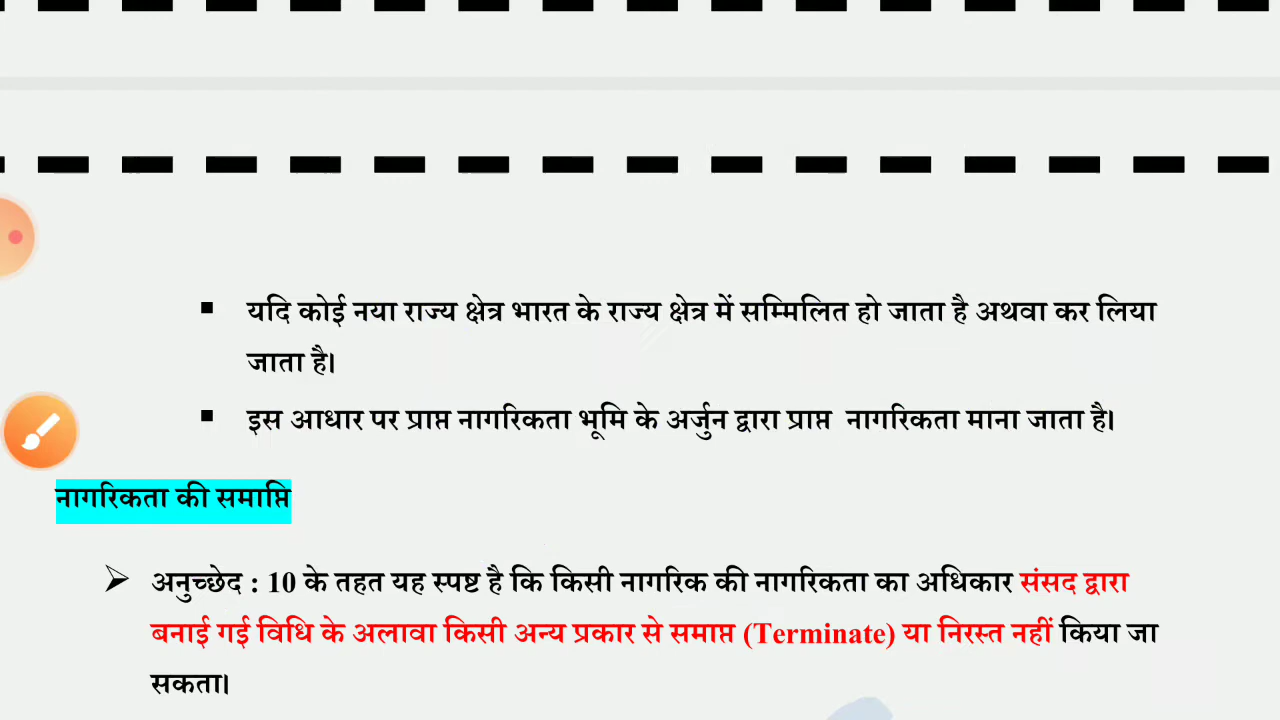 ▪ यदि कोई नया राज्य क्षेत्र भारत के राज्य क्षेत्र में सम्मिलित हो जाता है अथवा कर लिया
जाता है।
▪ इस आधार पर प्राप्त नागरिकता भूमि के अर्जुन द्वारा प्राप्त नागरिकता माना जाता है।
नागरिकता की समाप्ति
➢ अनुच्छेद : 10 के तहत यह स्पष्ट है कि किसी नागरिक की नागरिकता का अधिकार संसद द्वारा
बनाई गई विधि के अलावा किसी अन्य प्रकार से समाप्त (Terminate) या निरस्त नहीं किया जा
सकता।